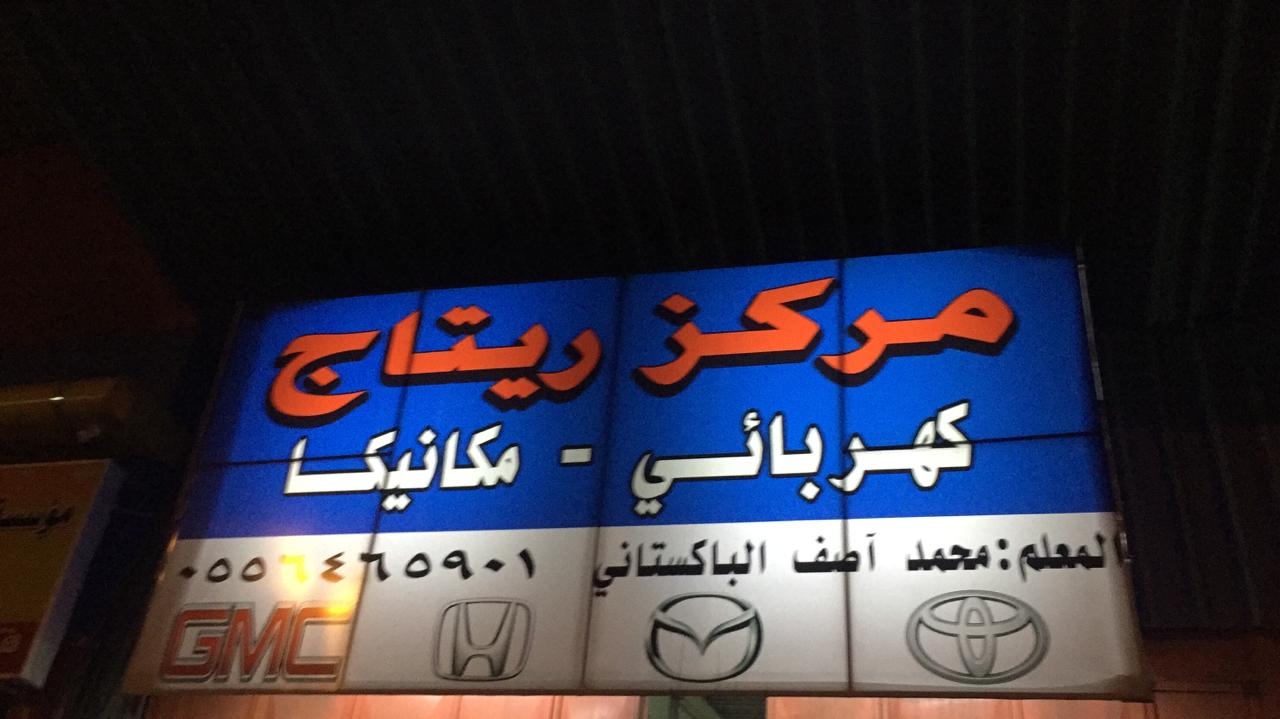 مركز ريتاج
كهربائي - مكانيكا
المعلم : محمد آصف الباكستاني
٠٥٥٦٤٦٥٩٠١
GMC